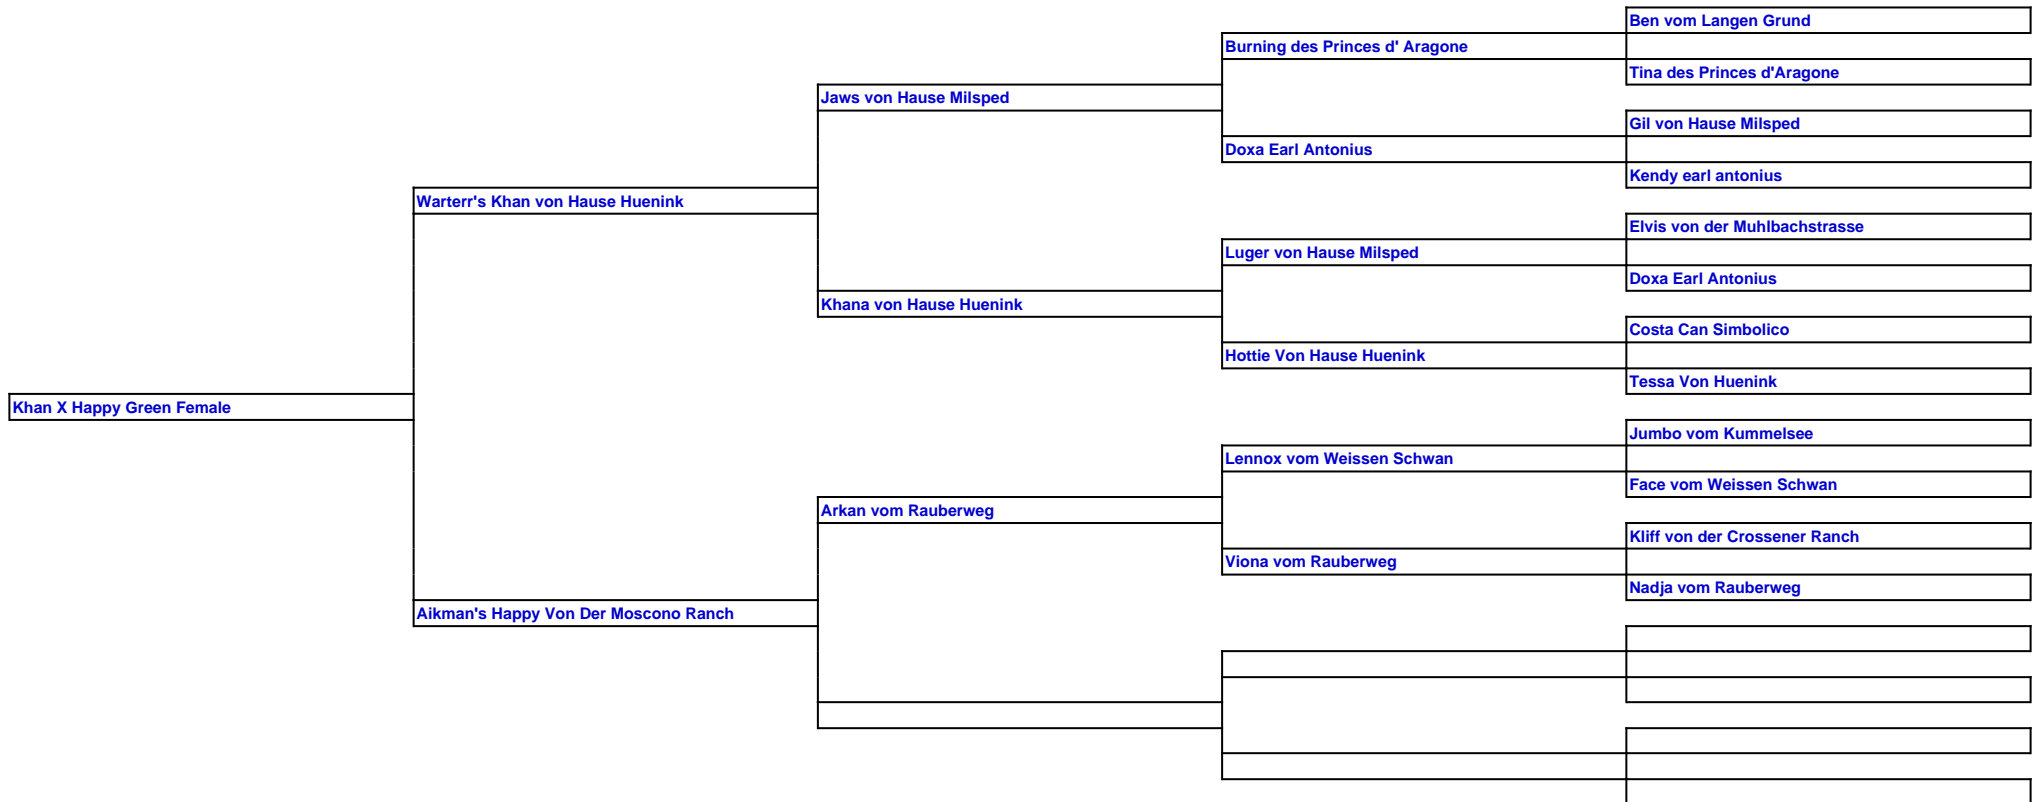 Ben vom Langen Grund
Burning des Princes d' Aragone
Tina des Princes d'Aragone
Jaws von Hause Milsped
Gil von Hause Milsped
Doxa Earl Antonius
Kendy earl antonius
Warterr's Khan von Hause Huenink
Elvis von der Muhlbachstrasse
Luger von Hause Milsped
Doxa Earl Antonius
Khana von Hause Huenink
Costa Can Simbolico
Hottie Von Hause Huenink
Tessa Von Huenink
Khan X Happy Green Female
Jumbo vom Kummelsee
Lennox vom Weissen Schwan
Face vom Weissen Schwan
Arkan vom Rauberweg
Kliff von der Crossener Ranch
Viona vom Rauberweg
Nadja vom Rauberweg
Aikman's Happy Von Der Moscono Ranch